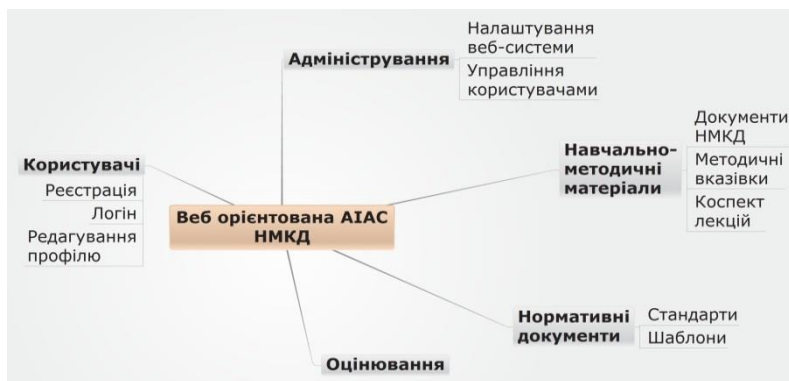 Адміністрування
Налаштування
веб-системи
Управління
користувачами
Навчально-
методичні
матеріали
Документи
НМКД
Методичні
вказівки
Коспект
лекцій
Користувачі
Реєстрація
Логін
Редагування
профілю
Веб орієнтована АІАС
НМКД
Нормативні
документи
Стандарти
Шаблони
Оцінювання